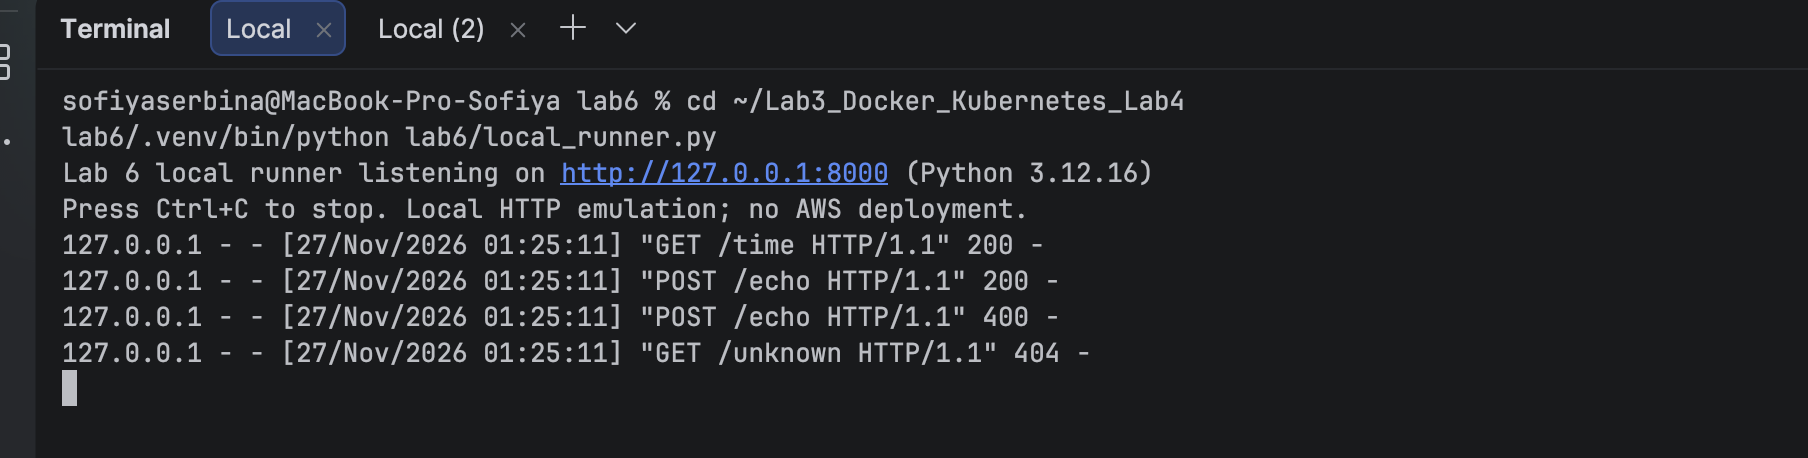 Terminal Local × Local (2) × +
sofiyaserbina@MacBook-Pro-Sofiya lab6 % cd ~/Lab3_Docker_Kubernetes_Lab4
lab6/.venv/bin/python lab6/local_runner.py
Lab 6 local runner listening on http://127.0.0.1:8000 (Python 3.12.16)
Press Ctrl+C to stop. Local HTTP emulation; no AWS deployment.
127.0.0.1 - - [27/Nov/2026 01:25:11] "GET /time HTTP/1.1" 200 -
127.0.0.1 - - [27/Nov/2026 01:25:11] "POST /echo HTTP/1.1" 200 -
127.0.0.1 - - [27/Nov/2026 01:25:11] "POST /echo HTTP/1.1" 400 -
127.0.0.1 - - [27/Nov/2026 01:25:11] "GET /unknown HTTP/1.1" 404 -